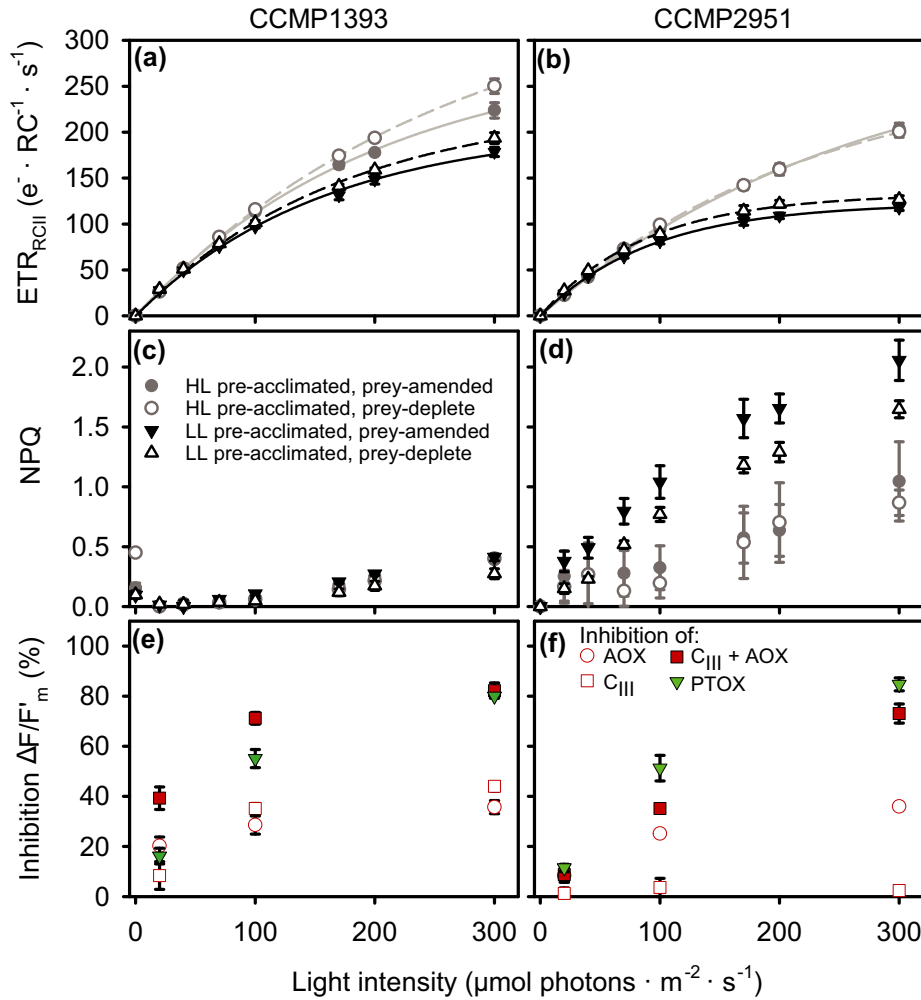 CCMP1393 CCMP2951
(a) (b)
300
250
200
150
100
50
0
ETR_RCII (e⁻ · RC⁻¹ · s⁻¹)
(c) (d)
HL pre-acclimated, prey-amended
HL pre-acclimated, prey-deplete
LL pre-acclimated, prey-amended
LL pre-acclimated, prey-deplete
2.0
1.5
1.0
0.5
0.0
NPQ
(e) (f)
Inhibition of:
AOX C_III + AOX
C_III PTOX
100
80
60
40
20
0
Inhibition ΔF/F'm (%)
0 100 200 300 0 100 200 300
Light intensity (µmol photons · m⁻² · s⁻¹)